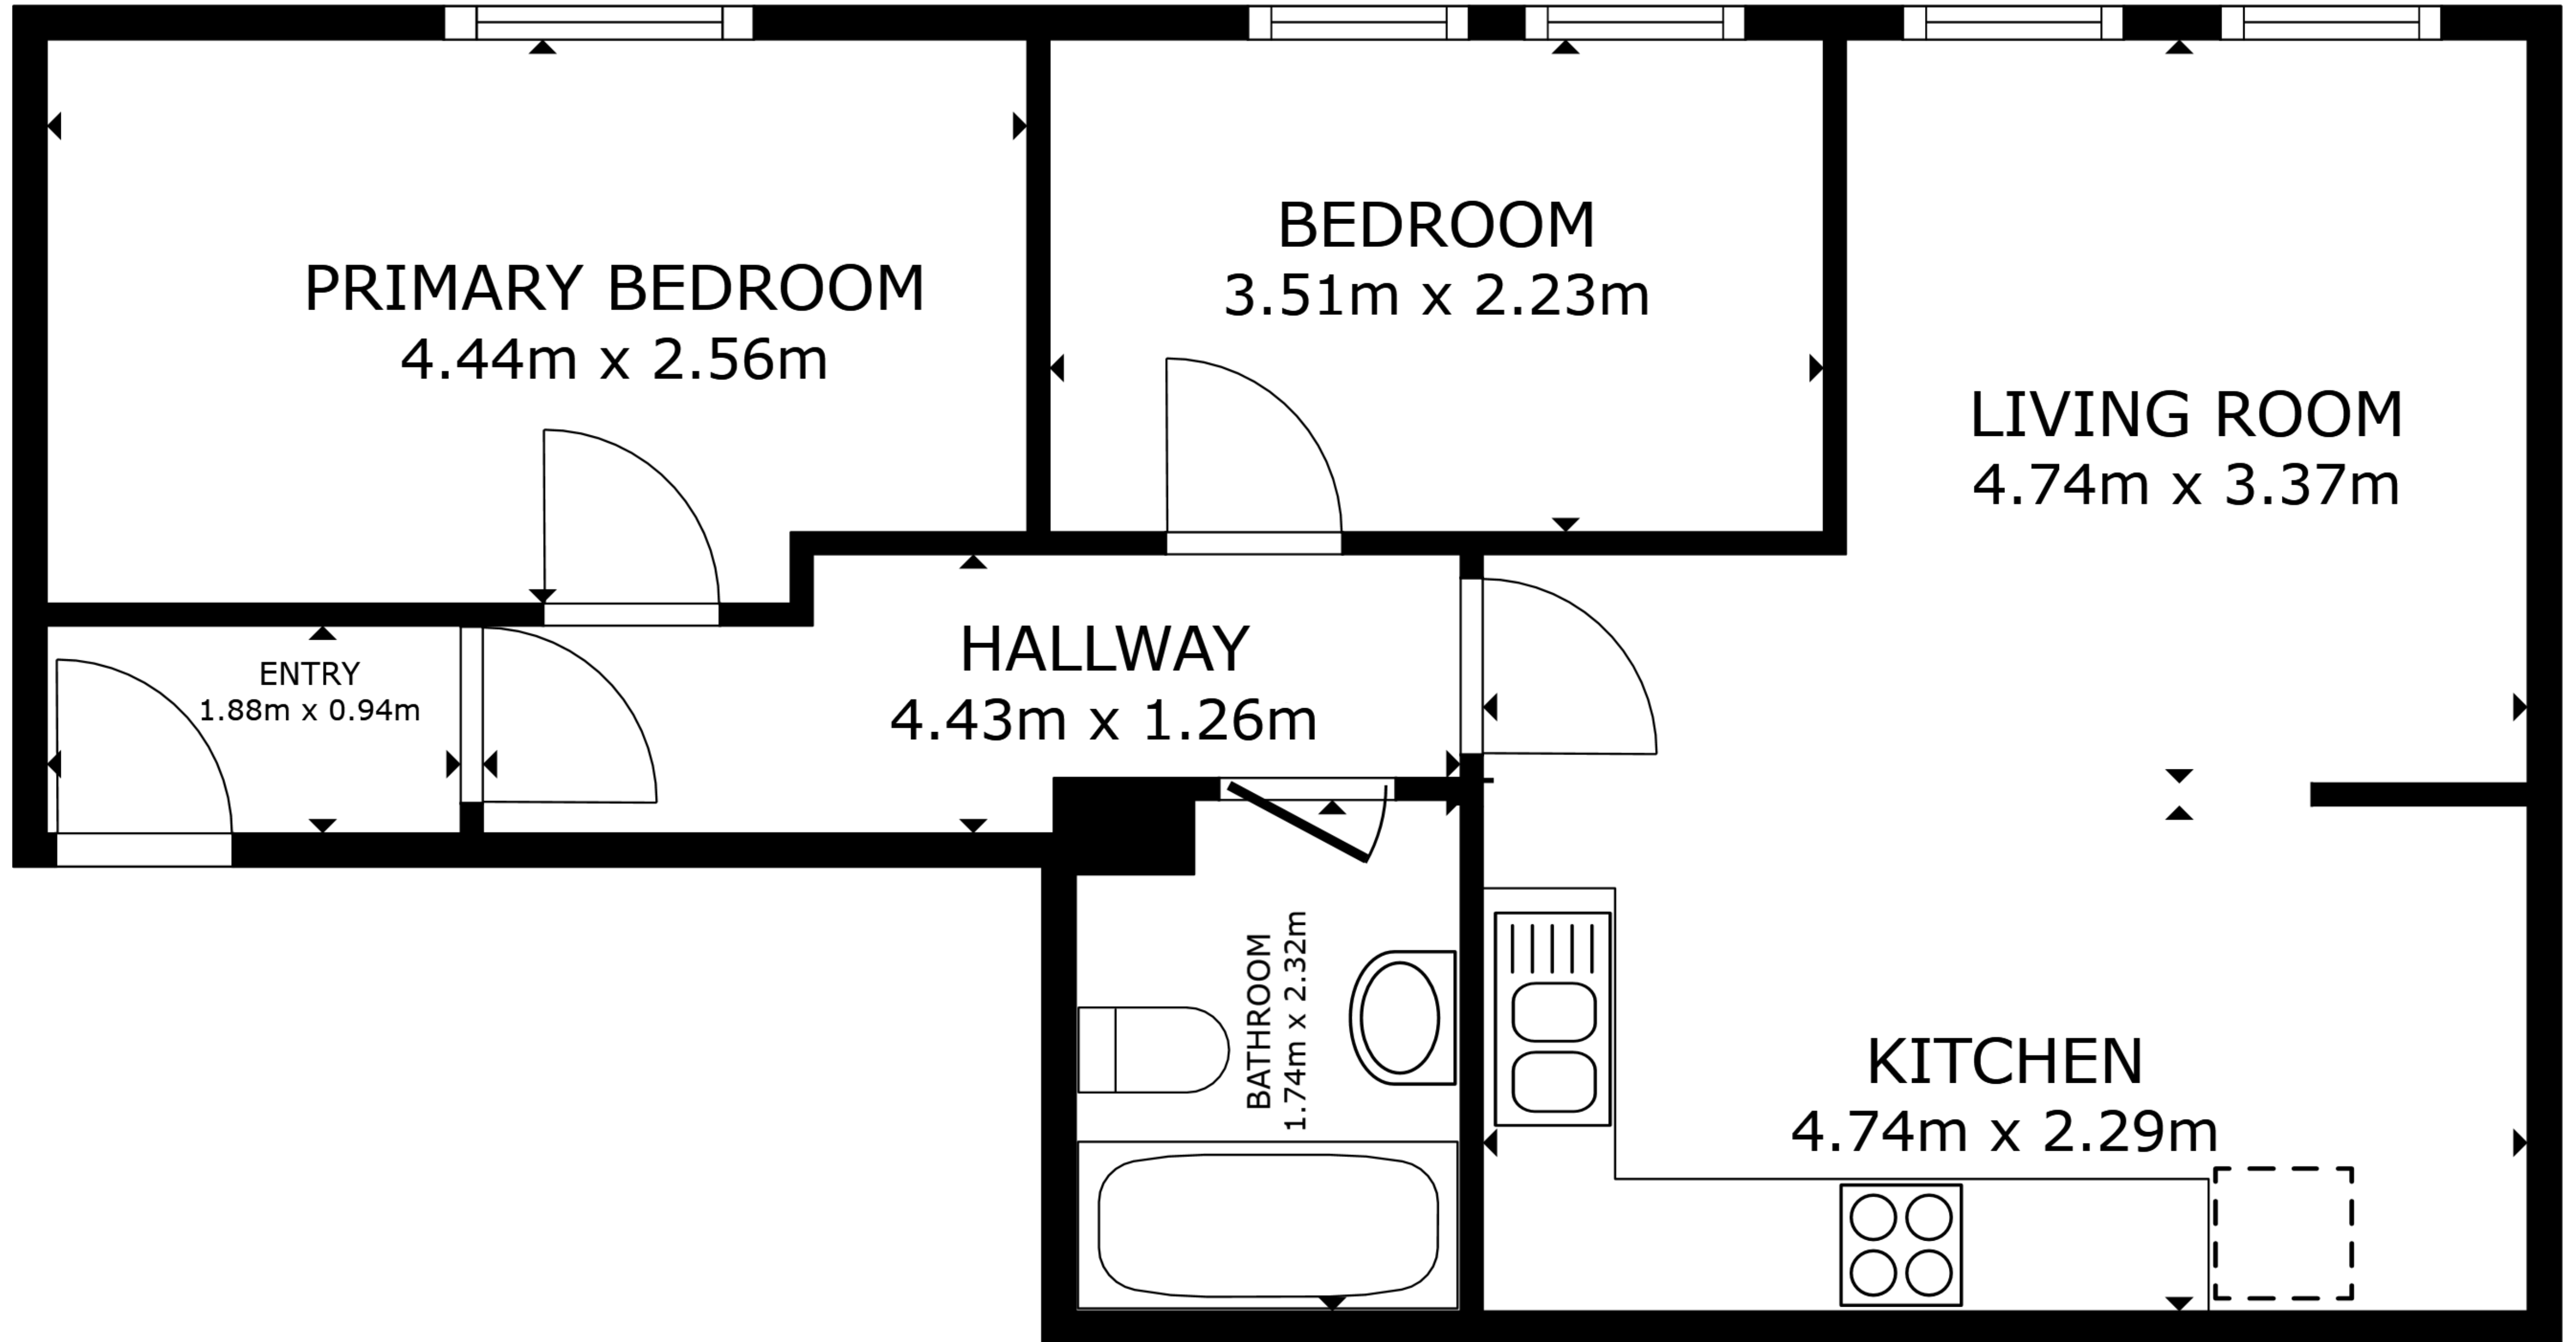 PRIMARY BEDROOM
4.44m x 2.56m
BEDROOM
3.51m x 2.23m
LIVING ROOM
4.74m x 3.37m
ENTRY
1.88m x 0.94m
HALLWAY
4.43m x 1.26m
BATHROOM
1.74m x 2.32m
KITCHEN
4.74m x 2.29m